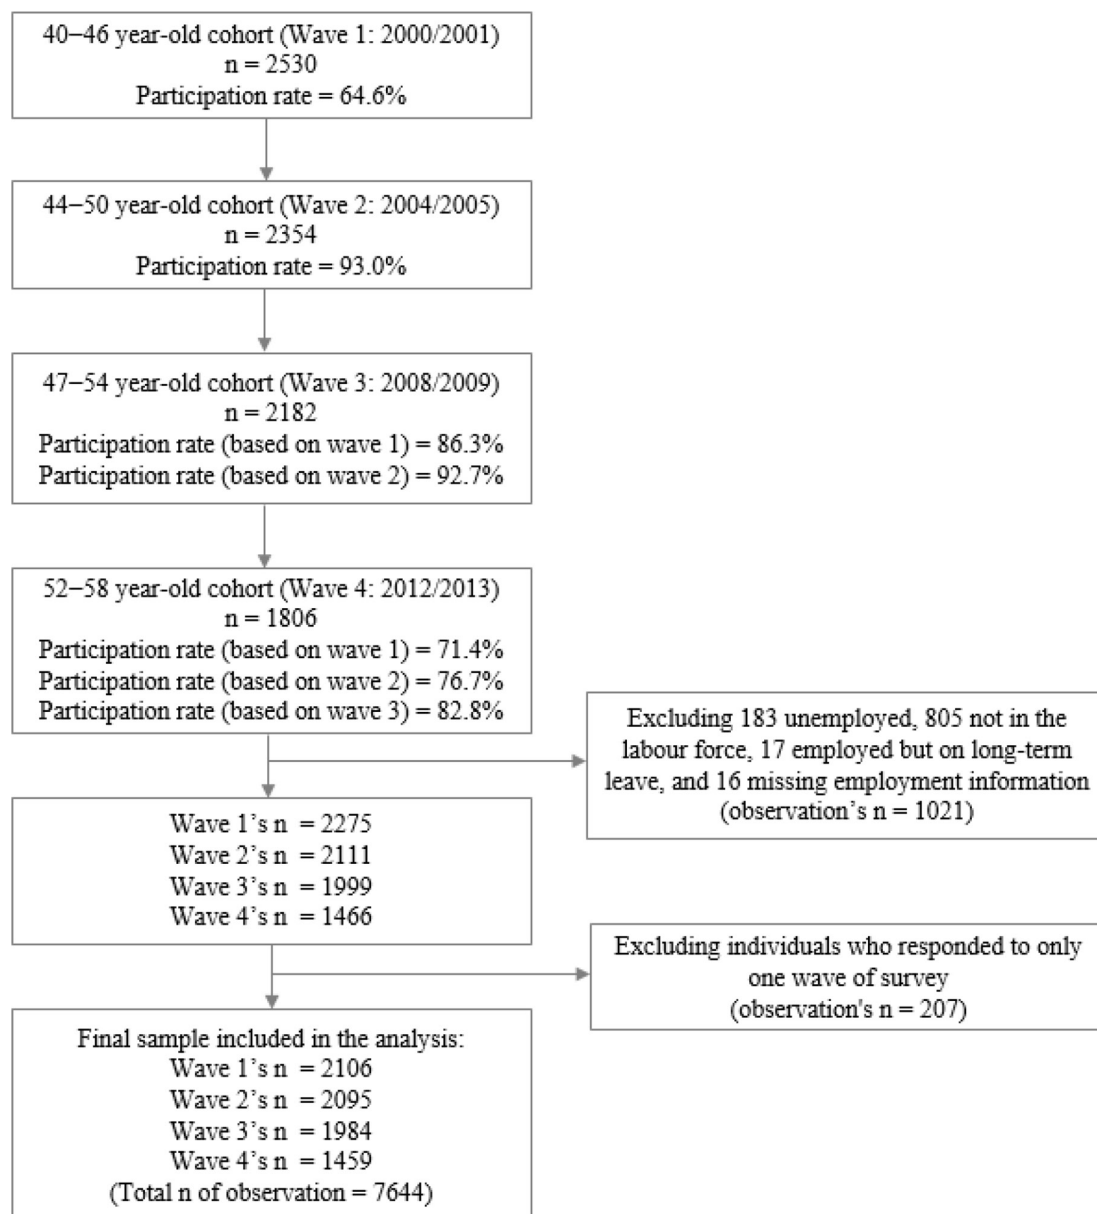 40–46 year-old cohort (Wave 1: 2000/2001)
n = 2530
Participation rate = 64.6%
44–50 year-old cohort (Wave 2: 2004/2005)
n = 2354
Participation rate = 93.0%
47–54 year-old cohort (Wave 3: 2008/2009)
n = 2182
Participation rate (based on wave 1) = 86.3%
Participation rate (based on wave 2) = 92.7%
52–58 year-old cohort (Wave 4: 2012/2013)
n = 1806
Participation rate (based on wave 1) = 71.4%
Participation rate (based on wave 2) = 76.7%
Participation rate (based on wave 3) = 82.8%
Excluding 183 unemployed, 805 not in the
labour force, 17 employed but on long-term
leave, and 16 missing employment information
(observation’s n = 1021)
Wave 1’s n = 2275
Wave 2’s n = 2111
Wave 3’s n = 1999
Wave 4’s n = 1466
Excluding individuals who responded to only
one wave of survey
(observation's n = 207)
Final sample included in the analysis:
Wave 1’s n = 2106
Wave 2’s n = 2095
Wave 3’s n = 1984
Wave 4’s n = 1459
(Total n of observation = 7644)